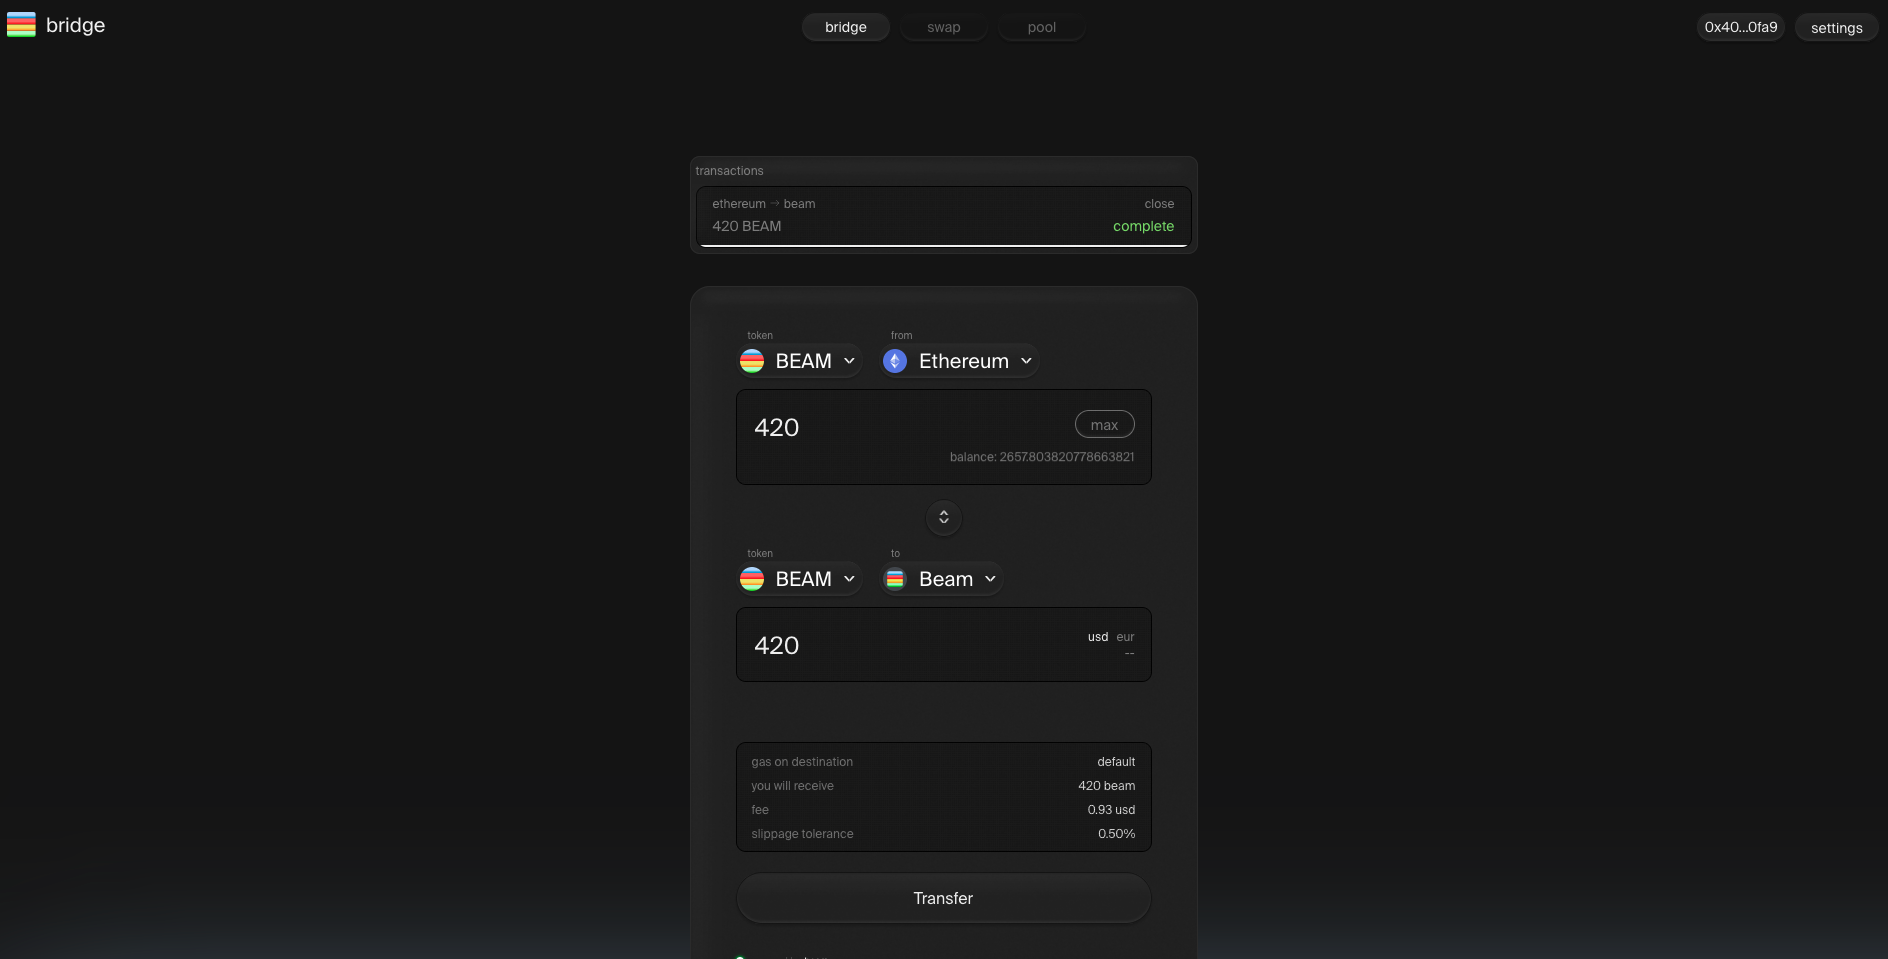 bridge
bridge swap pool
0x40...0fa9 settings
transactions
ethereum → beam close
420 BEAM complete
token from
BEAM Ethereum
420 max
balance: 2657.803820778663821
token to
BEAM Beam
420 usd eur
--
gas on destination default
you will receive 420 beam
fee 0.93 usd
slippage tolerance 0.50%
Transfer